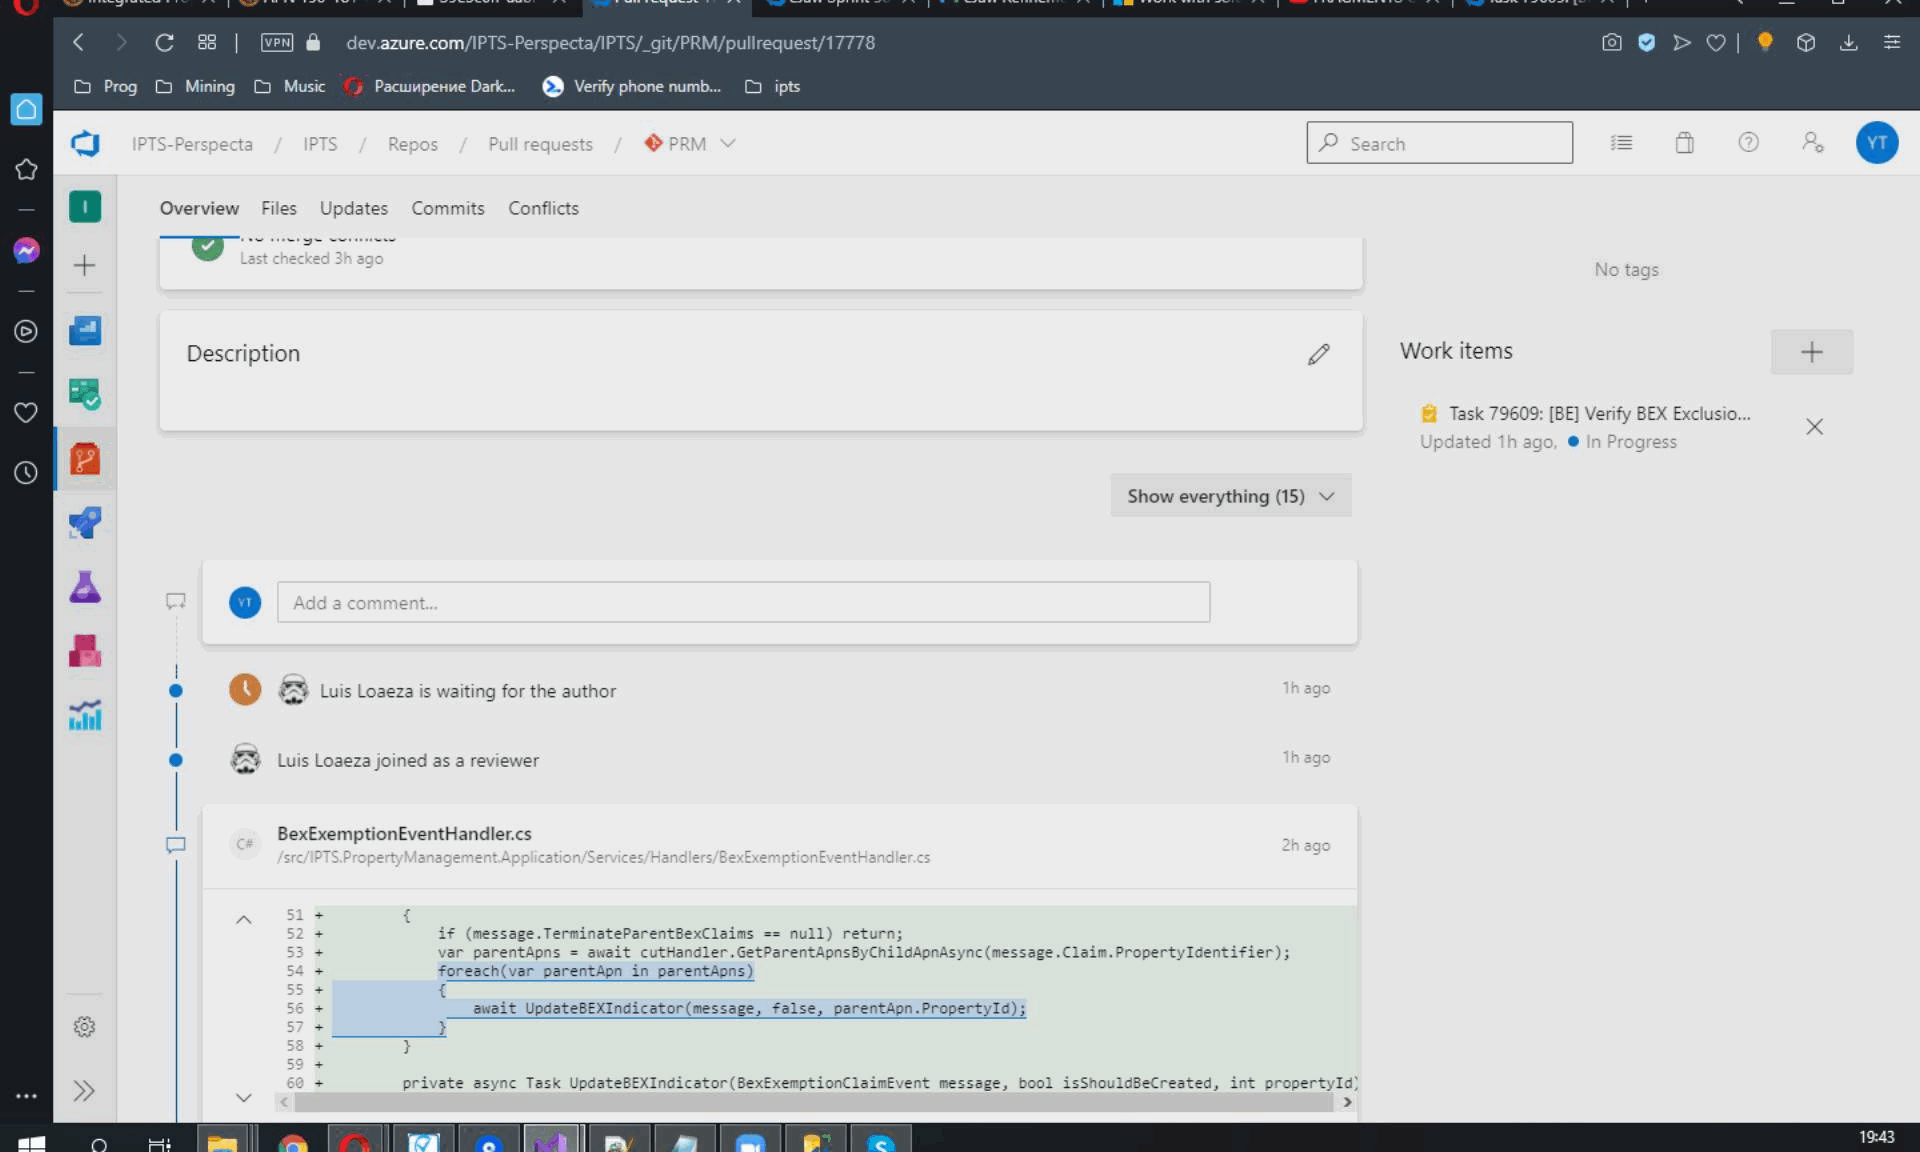 VPN dev.azure.com/IPTS-Perspecta/IPTS/_git/PRM/pullrequest/17778
Prog Mining Music Расширение Dark... Verify phone numb... ipts
IPTS-Perspecta / IPTS / Repos / Pull requests / PRM
Search
YT
I
Overview Files Updates Commits Conflicts
No merge conflicts
Last checked 3h ago
No tags
Description
Work items
Task 79609: [BE] Verify BEX Exclusio...
Updated 1h ago, In Progress
Show everything (15)
YT
Add a comment...
Luis Loaeza is waiting for the author
1h ago
Luis Loaeza joined as a reviewer
1h ago
C#
BexExemptionEventHandler.cs
/src/IPTS.PropertyManagement.Application/Services/Handlers/BexExemptionEventHandler.cs
2h ago
51 + {
52 + if (message.TerminateParentBexClaims == null) return;
53 + var parentApns = await cutHandler.GetParentApnsByChildApnAsync(message.Claim.PropertyIdentifier);
54 + foreach(var parentApn in parentApns)
55 + {
56 + await UpdateBEXIndicator(message, false, parentApn.PropertyId);
57 + }
58 + }
59 +
60 + private async Task UpdateBEXIndicator(BexExemptionClaimEvent message, bool isShouldBeCreated, int propertyId)
19:43